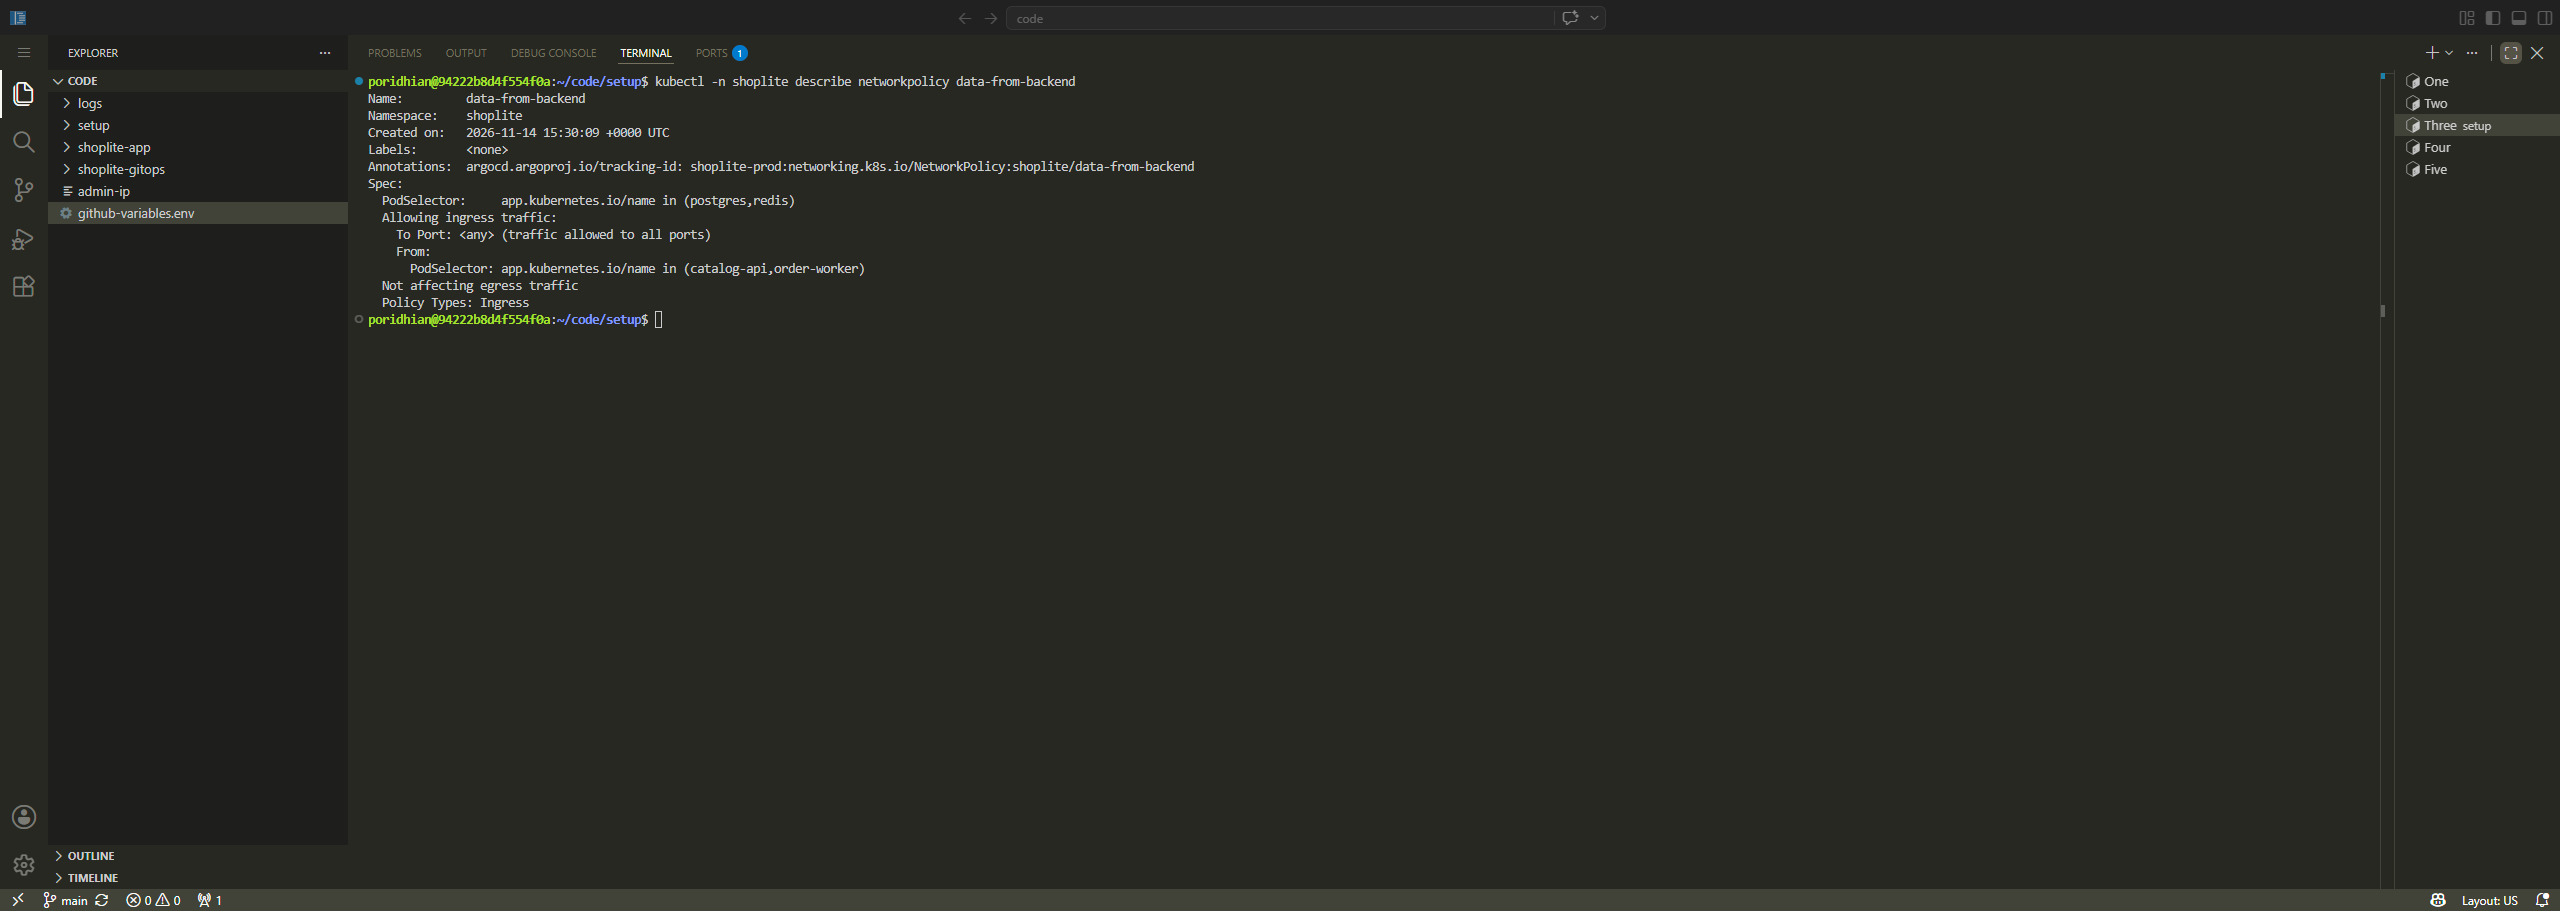 code
EXPLORER
PROBLEMS
OUTPUT
DEBUG CONSOLE
TERMINAL
PORTS 1
CODE
logs
setup
shoplite-app
shoplite-gitops
admin-ip
github-variables.env
poridhian@94222b8d4f554f0a:~/code/setup$ kubectl -n shoplite describe networkpolicy data-from-backend
Name:         data-from-backend
Namespace:    shoplite
Created on:   2026-11-14 15:30:09 +0000 UTC
Labels:       <none>
Annotations:  argocd.argoproj.io/tracking-id: shoplite-prod:networking.k8s.io/NetworkPolicy:shoplite/data-from-backend
Spec:
  PodSelector:     app.kubernetes.io/name in (postgres,redis)
  Allowing ingress traffic:
    To Port: <any> (traffic allowed to all ports)
    From:
      PodSelector: app.kubernetes.io/name in (catalog-api,order-worker)
  Not affecting egress traffic
  Policy Types: Ingress
poridhian@94222b8d4f554f0a:~/code/setup$
One
Two
Three setup
Four
Five
OUTLINE
TIMELINE
main
0
0
1
Layout: US